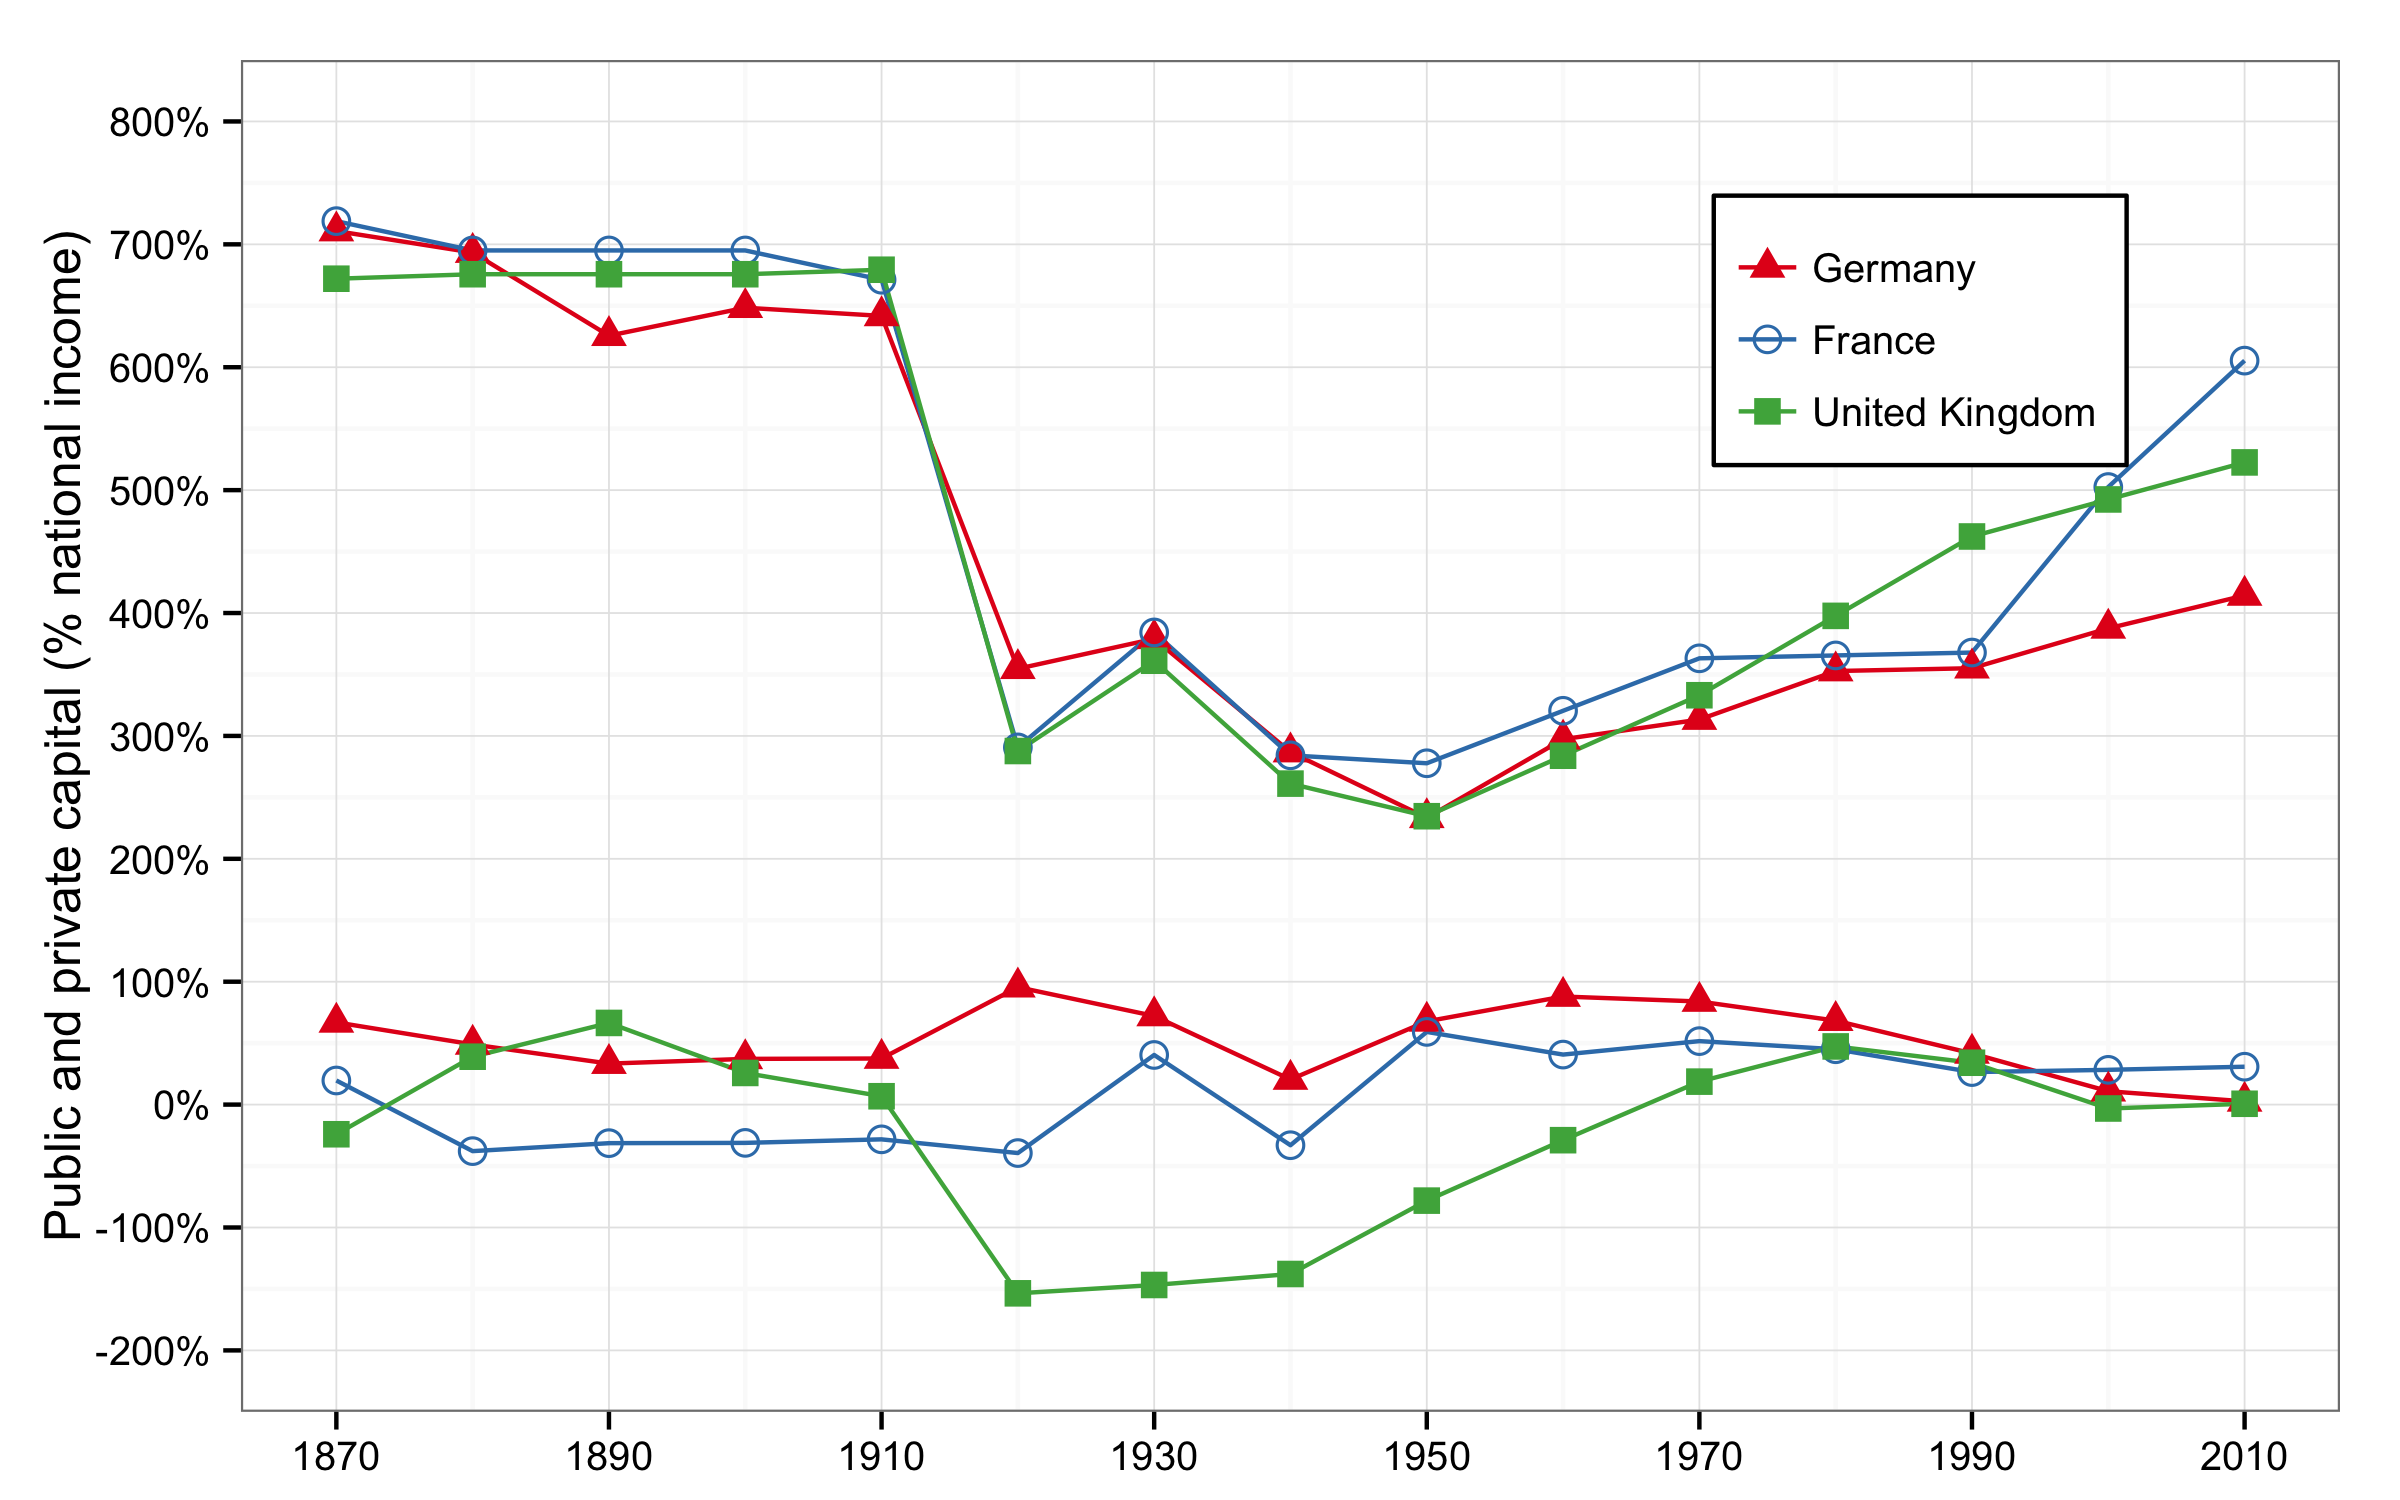 Public and private capital (% national income)
800%
700%
600%
500%
400%
300%
200%
100%
0%
-100%
-200%
Germany
France
United Kingdom
1870 1890 1910 1930 1950 1970 1990 2010